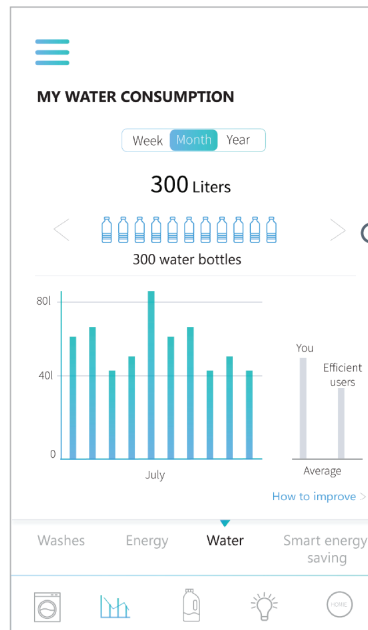 MY WATER CONSUMPTION
Week Month Year
300 Liters
< >
300 water bottles
80l
40l
0
July
You
Efficient
users
Average
How to improve >
Washes Energy Water Smart energy
saving
HOME